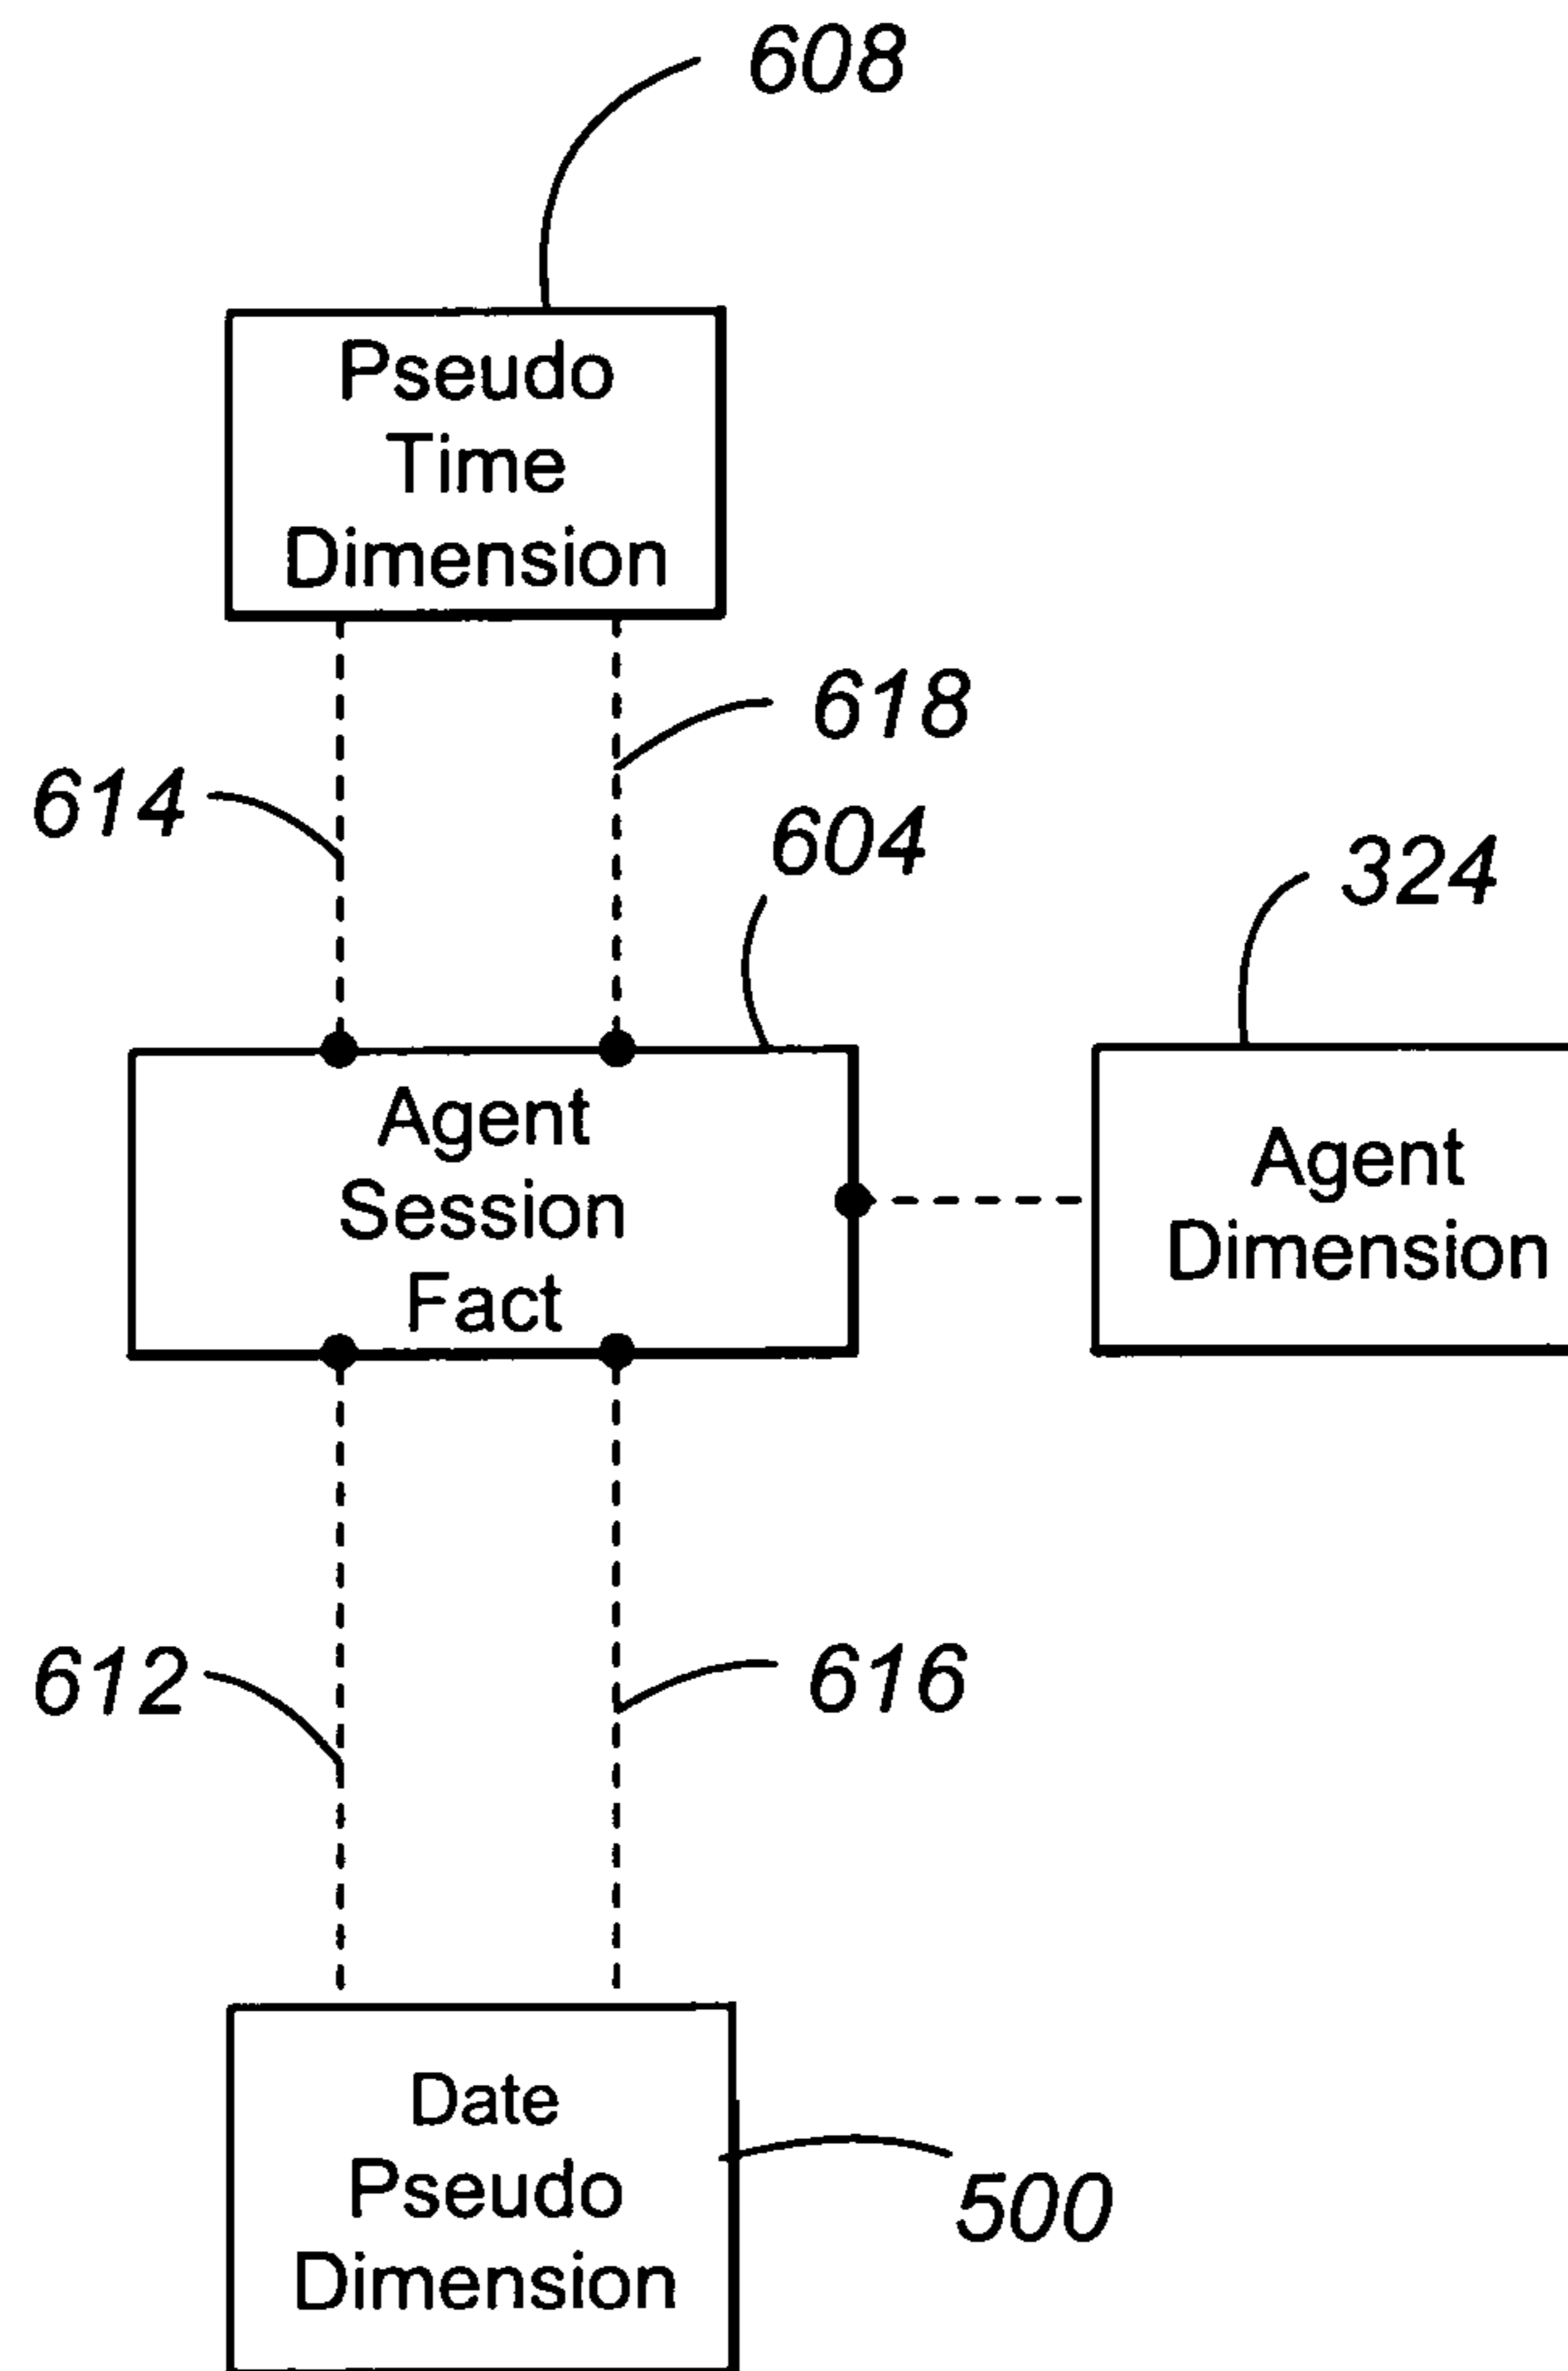 608
Pseudo
Time
Dimension
618
614
604
324
Agent
Session
Fact
Agent
Dimension
612
616
Date
Pseudo
Dimension
500